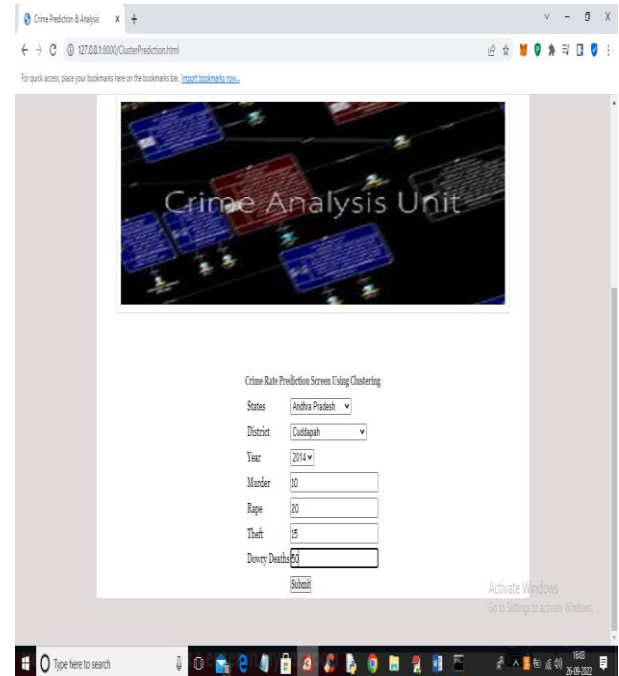 Crime Prediction & Analysis X +
127.0.0.1:8000/ClusterPrediction.html
For quick access, place your bookmarks here on the bookmarks bar. Import bookmarks now...
Crime Analysis Unit
Crime Rate Prediction Screen Using Clustering
States Andhra Pradesh
District Cuddapah
Year 2014
Murder 10
Rape 20
Theft 15
Dowry Deaths 50
Submit
Activate Windows
Go to Settings to activate Windows.
Type here to search
16:03
26-09-2022